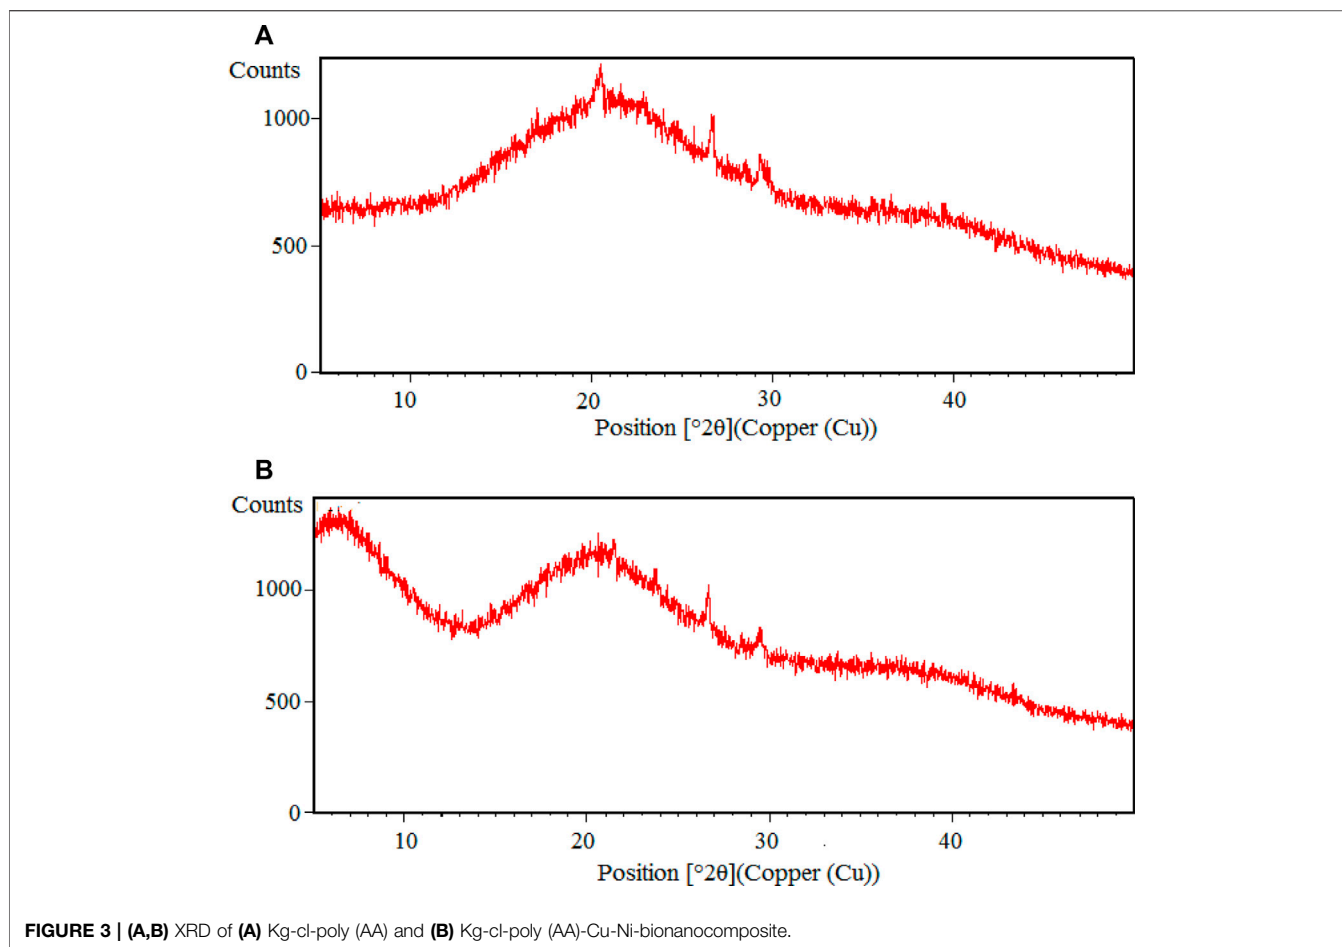 A
Counts
1000
500
0
10 20 30 40
Position [°2θ](Copper (Cu))
B
Counts
1000
500
0
10 20 30 40
Position [°2θ](Copper (Cu))
FIGURE 3 | (A,B) XRD of (A) Kg-cl-poly (AA) and (B) Kg-cl-poly (AA)-Cu-Ni-bionanocomposite.